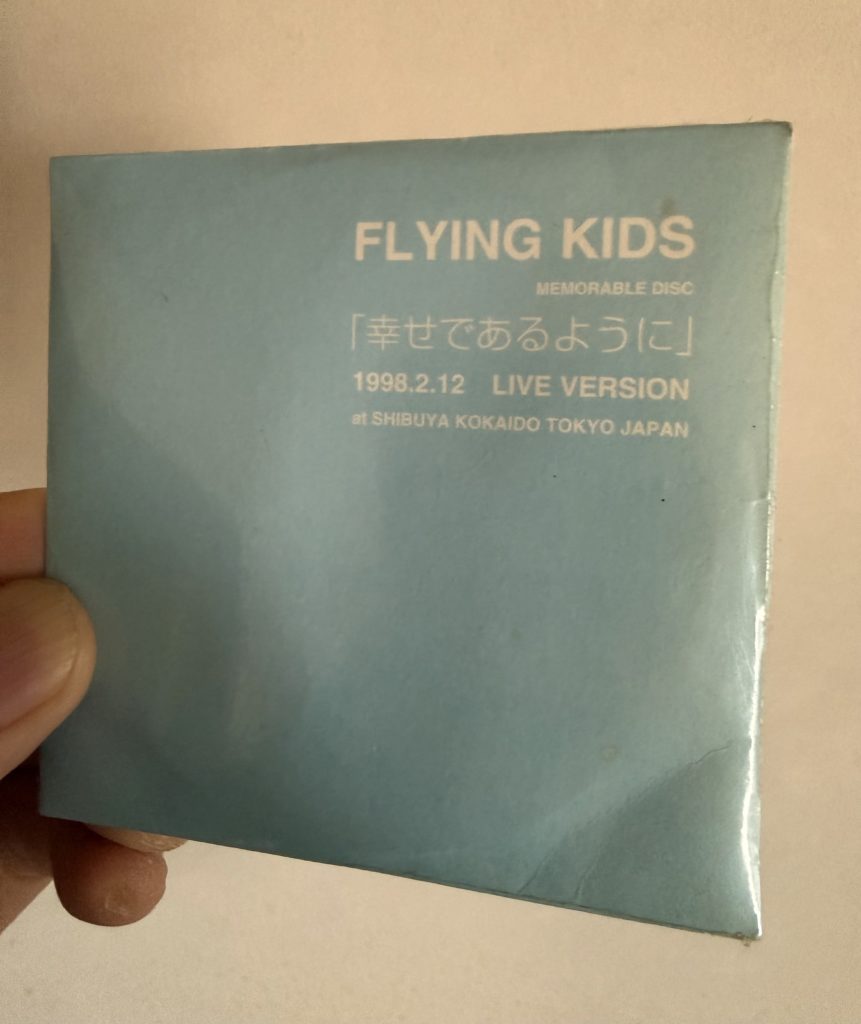 FLYING KIDS
MEMORABLE DISC
「幸せであるように」
1998.2.12 LIVE VERSION
at SHIBUYA KOKAIDO TOKYO JAPAN